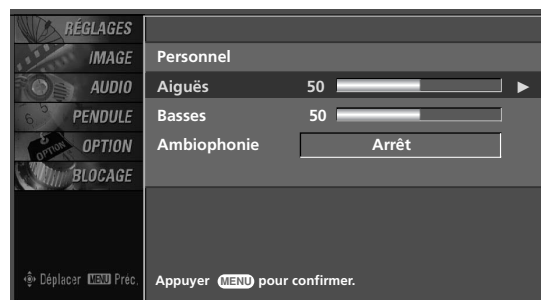 RÉGLAGES
IMAGE
AUDIO
PENDULE
OPTION
BLOCAGE
Déplacer MENU Préc.
Personnel
Aiguës 50
Basses 50
Ambiophonie Arrêt
Appuyer MENU pour confirmer.